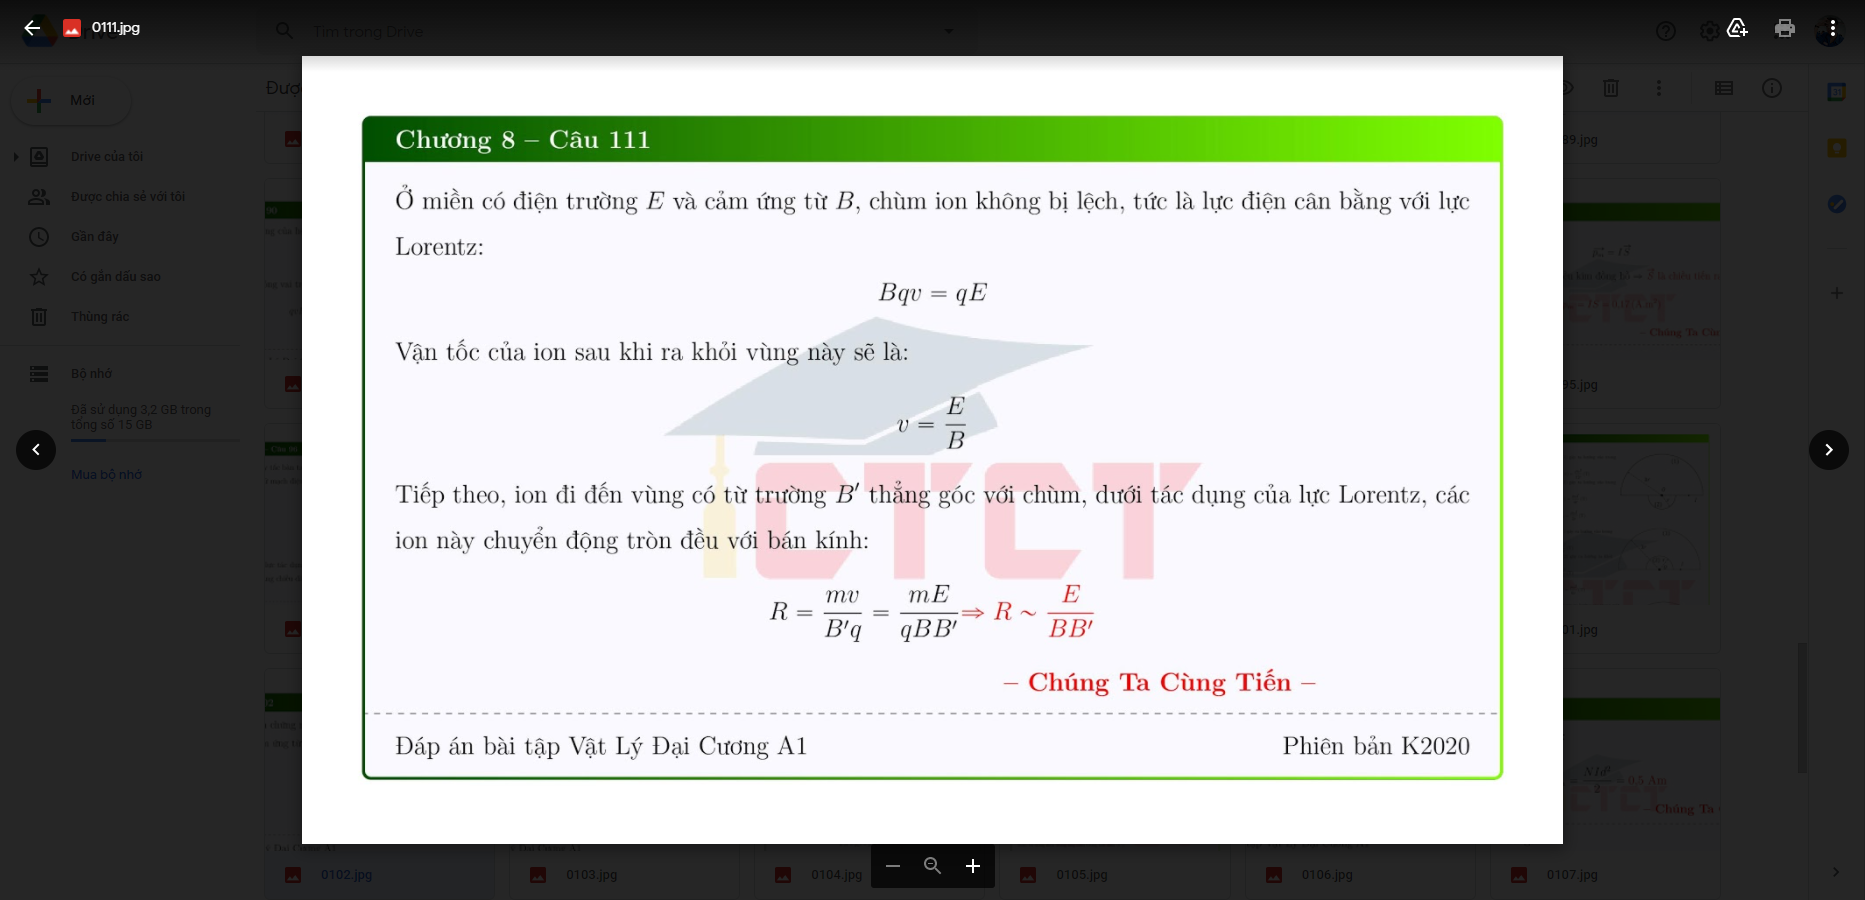 0111.jpg
Tìm trong Drive
Mới
Được
39.jpg
Drive của tôi
Được chia sẻ với tôi
Gần đây
Có gắn dấu sao
Thùng rác
Bộ nhớ
Đã sử dụng 3,2 GB trong
tổng số 15 GB
Mua bộ nhớ
Chương 8 – Câu 111
Ở miền có điện trường E và cảm ứng từ B, chùm ion không bị lệch, tức là lực điện cân bằng với lực
Lorentz:
Bqv = qE
Vận tốc của ion sau khi ra khỏi vùng này sẽ là:
v = E/B
CTCT
Tiếp theo, ion đi đến vùng có từ trường B′ thẳng góc với chùm, dưới tác dụng của lực Lorentz, các
ion này chuyển động tròn đều với bán kính:
R = mv/B′q = mE/qBB′ ⇒ R ∼ E/BB′
– Chúng Ta Cùng Tiến –
Đáp án bài tập Vật Lý Đại Cương A1
Phiên bản K2020
95.jpg
01.jpg
0102.jpg
0103.jpg
0104.jpg
0105.jpg
0106.jpg
0107.jpg